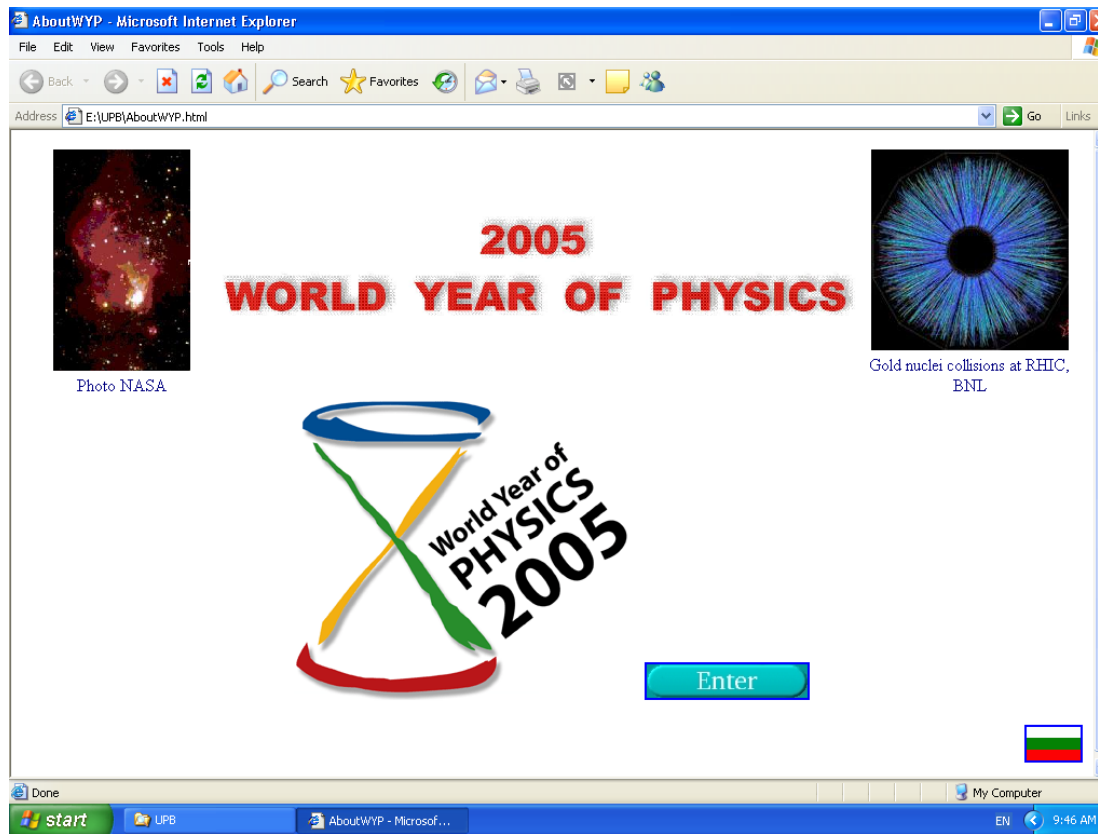 AboutWYP - Microsoft Internet Explorer
File Edit View Favorites Tools Help
Back Search Favorites
Address E:\UPB\AboutWYP.html Go Links
2005
WORLD YEAR OF PHYSICS
Photo NASA
Gold nuclei collisions at RHIC,
BNL
World Year of
PHYSICS
2005
Enter
Done My Computer
start UPB AboutWYP - Microsof... EN 9:46 AM